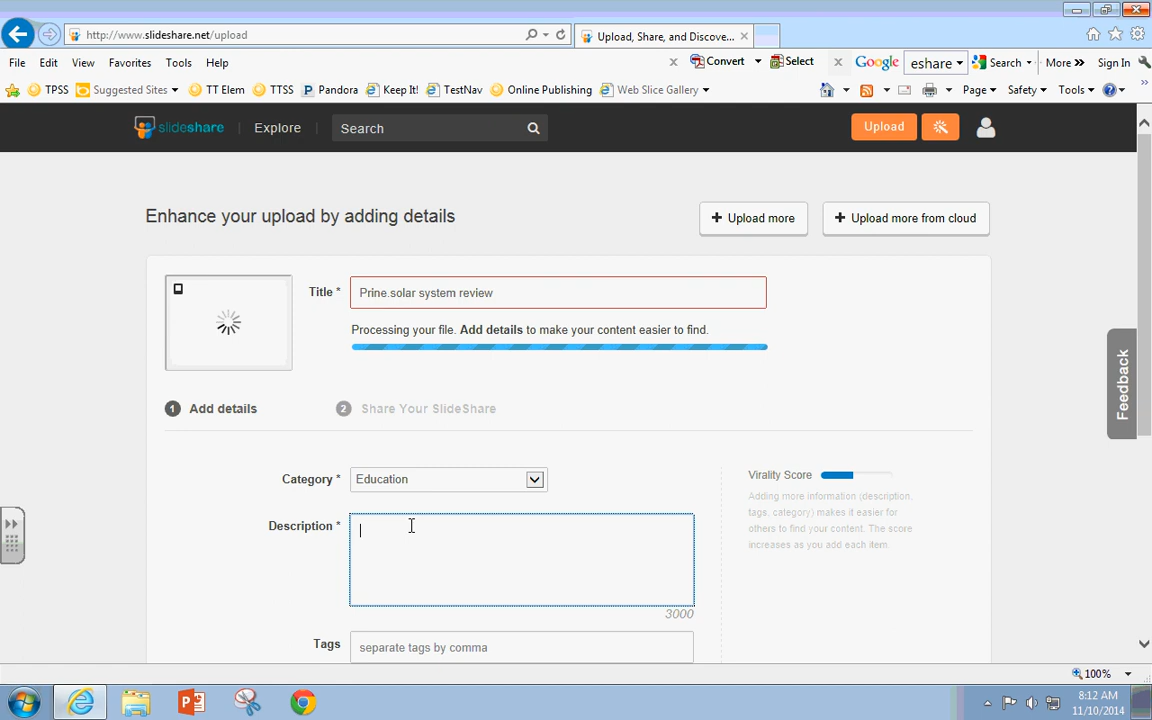 http://www.slideshare.net/upload
Upload, Share, and Discove...
File Edit View Favorites Tools Help
Convert Select
Google eshare Search More » Sign In
TPSS Suggested Sites TT Elem TTSS Pandora Keep It! TestNav Online Publishing Web Slice Gallery
Page Safety Tools
slideshare Explore Search Upload
Enhance your upload by adding details
+ Upload more + Upload more from cloud
Title * Prine.solar system review
Processing your file. Add details to make your content easier to find.
1 Add details 2 Share Your SlideShare
Category * Education
Virality Score
Adding more information (description,
tags, category) makes it easier for
others to find your content. The score
increases as you add each item.
Description *
3000
Tags separate tags by comma
Feedback
100%
8:12 AM
11/10/2014